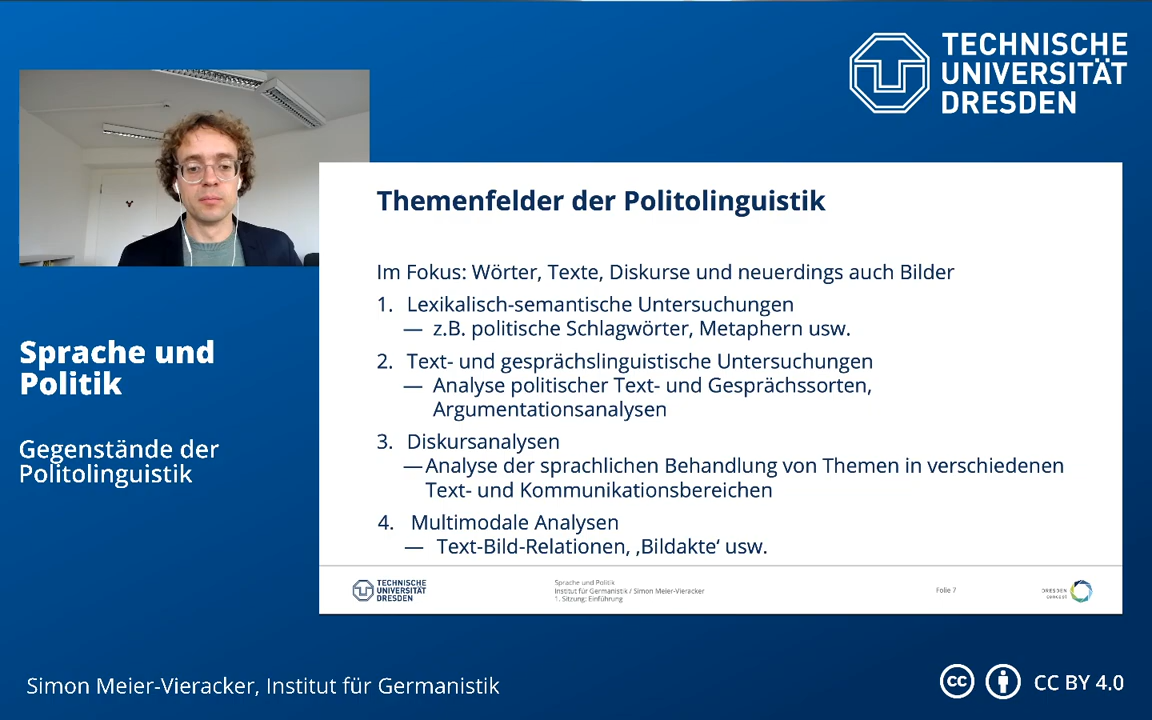 TECHNISCHE
UNIVERSITÄT
DRESDEN
Themenfelder der Politolinguistik
Im Fokus: Wörter, Texte, Diskurse und neuerdings auch Bilder
1. Lexikalisch-semantische Untersuchungen
— z.B. politische Schlagwörter, Metaphern usw.
2. Text- und gesprächslinguistische Untersuchungen
— Analyse politischer Text- und Gesprächssorten,
Argumentationsanalysen
3. Diskursanalysen
—Analyse der sprachlichen Behandlung von Themen in verschiedenen
Text- und Kommunikationsbereichen
4. Multimodale Analysen
— Text-Bild-Relationen, ‚Bildakte‘ usw.
TECHNISCHE
UNIVERSITÄT
DRESDEN
Sprache und Politik
Institut für Germanistik / Simon Meier-Vieracker
1. Sitzung: Einführung
Folie 7
DRESDEN
concept
Sprache und
Politik
Gegenstände der
Politolinguistik
Simon Meier-Vieracker, Institut für Germanistik
cc
CC BY 4.0